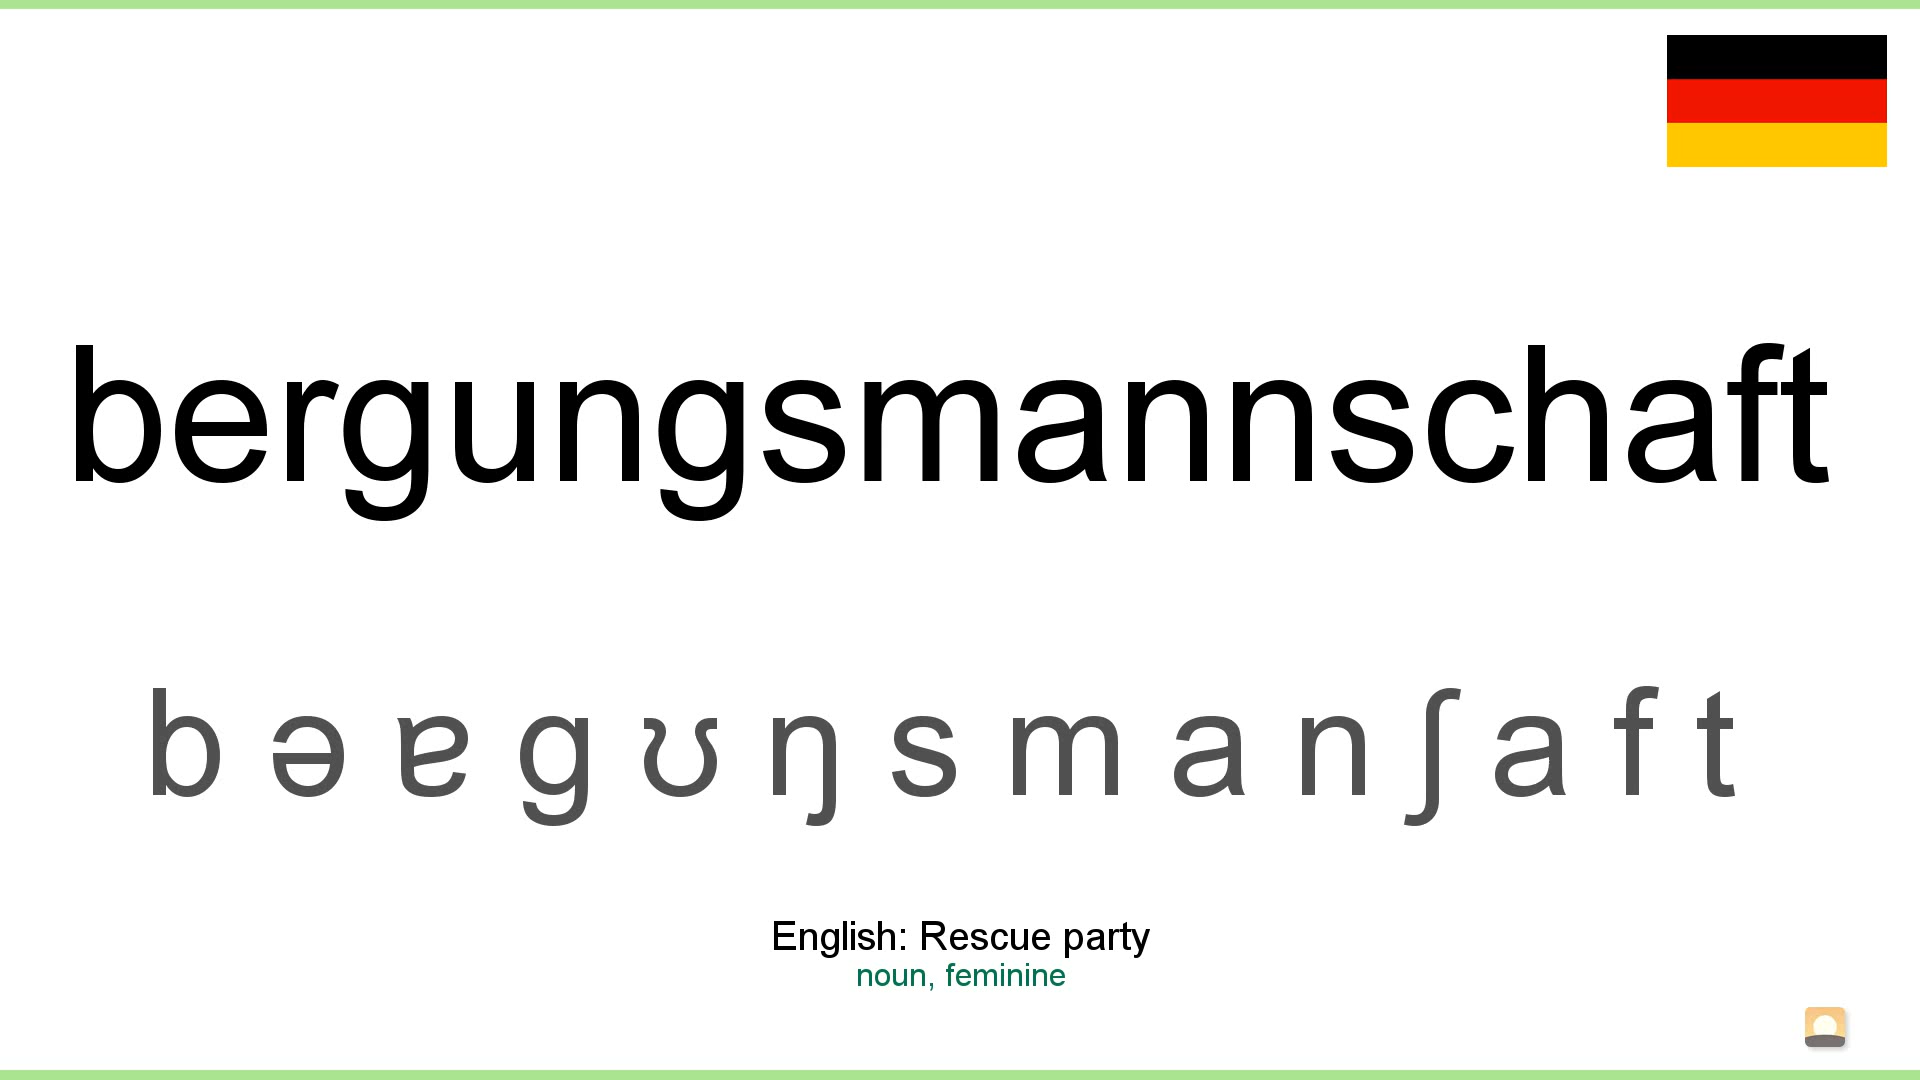 bergungsmannschaft
b ə ɐ g ʊ ŋ s m a n ʃ a f t
English: Rescue party
noun, feminine